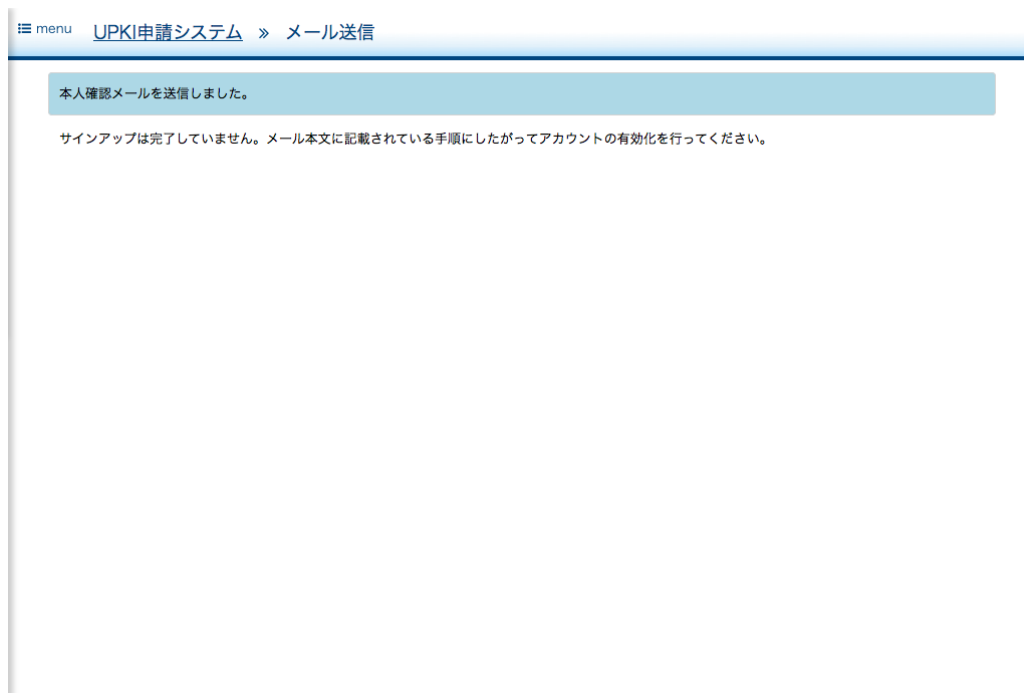 menu UPKI申請システム » メール送信
本人確認メールを送信しました。
サインアップは完了していません。メール本文に記載されている手順にしたがってアカウントの有効化を行ってください。